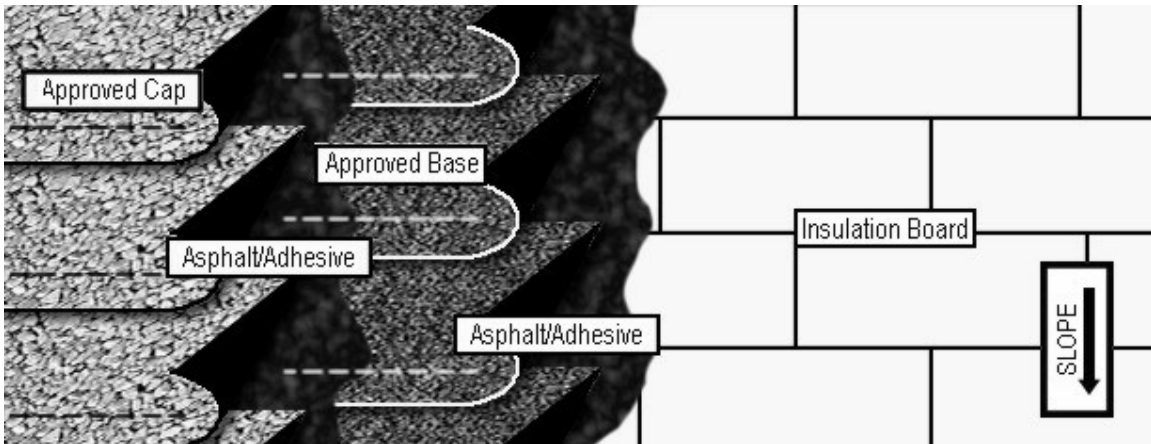 Approved Cap
Approved Base
Insulation Board
Asphalt/Adhesive
Asphalt/Adhesive
SLOPE